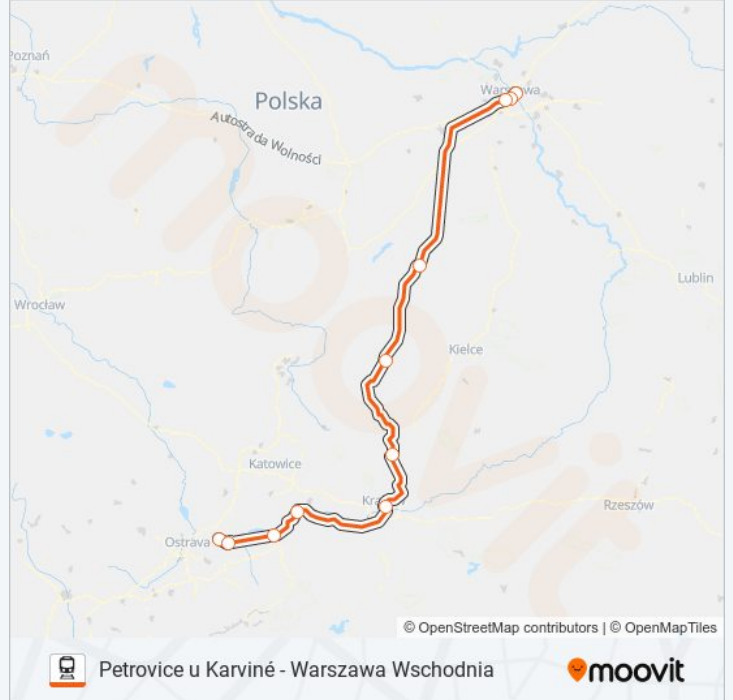 Poznań
Warszawa
Polska
Autostrada Wolności
Lublin
Wrocław
Kielce
Katowice
Rzeszów
Ostrava
moovit
© OpenStreetMap contributors | © OpenMapTiles
Petrovice u Karviné - Warszawa Wschodnia
moovit